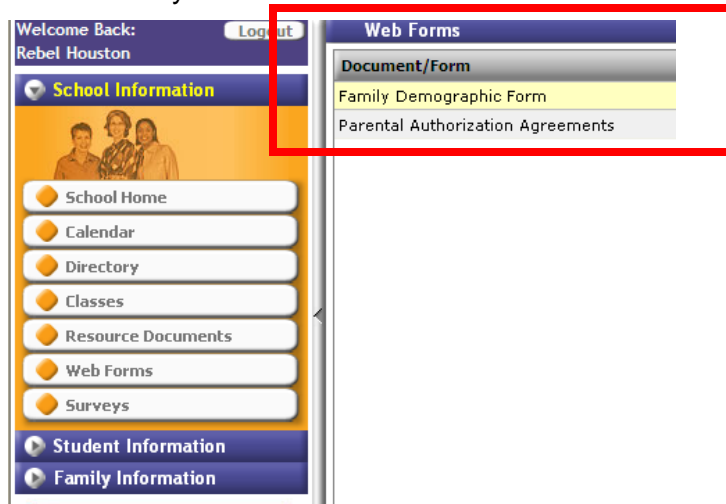 Welcome Back:
Logout
Rebel Houston
School Information
School Home
Calendar
Directory
Classes
Resource Documents
Web Forms
Surveys
Student Information
Family Information
Web Forms
Document/Form
Family Demographic Form
Parental Authorization Agreements